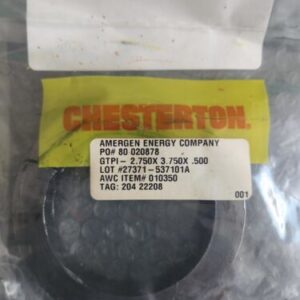 CHESTERTON
AMERGEN ENERGY COMPANY
PO# 80 020878
GTPI- 2.750X 3.750X .500
LOT #27371-537101A
AWC ITEM# 010350
TAG: 204 22208
001